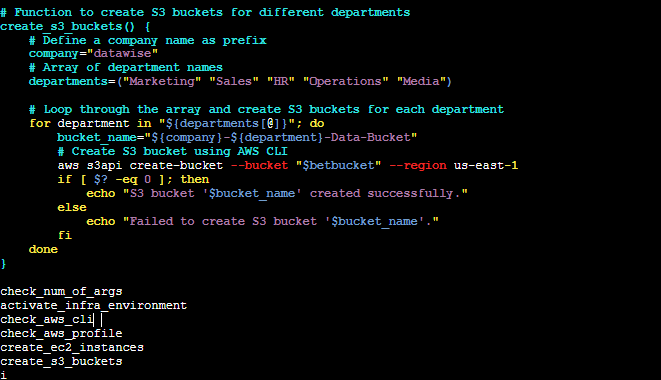 # Function to create S3 buckets for different departments
create_s3_buckets() {
    # Define a company name as prefix
    company="datawise"
    # Array of department names
    departments=("Marketing" "Sales" "HR" "Operations" "Media")
    # Loop through the array and create S3 buckets for each department
    for department in "${departments[@]}"; do
        bucket_name="${company}-${department}-Data-Bucket"
        # Create S3 bucket using AWS CLI
        aws s3api create-bucket --bucket "$betbucket" --region us-east-1
        if [ $? -eq 0 ]; then
            echo "S3 bucket '$bucket_name' created successfully."
        else
            echo "Failed to create S3 bucket '$bucket_name'."
        fi
    done
}
check_num_of_args
activate_infra_environment
check_aws_cli
check_aws_profile
create_ec2_instances
create_s3_buckets
i